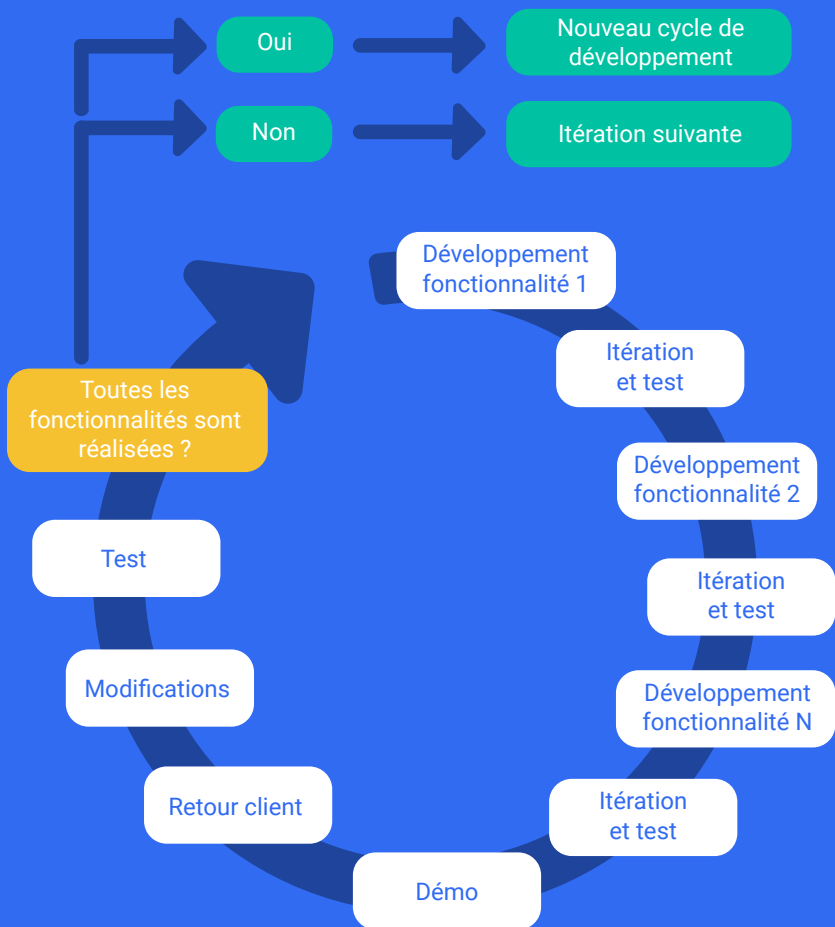 Oui
Nouveau cycle de
développement
Non
Itération suivante
Développement
fonctionnalité 1
Itération
et test
Développement
fonctionnalité 2
Itération
et test
Développement
fonctionnalité N
Itération
et test
Démo
Retour client
Modifications
Test
Toutes les
fonctionnalités sont
réalisées ?